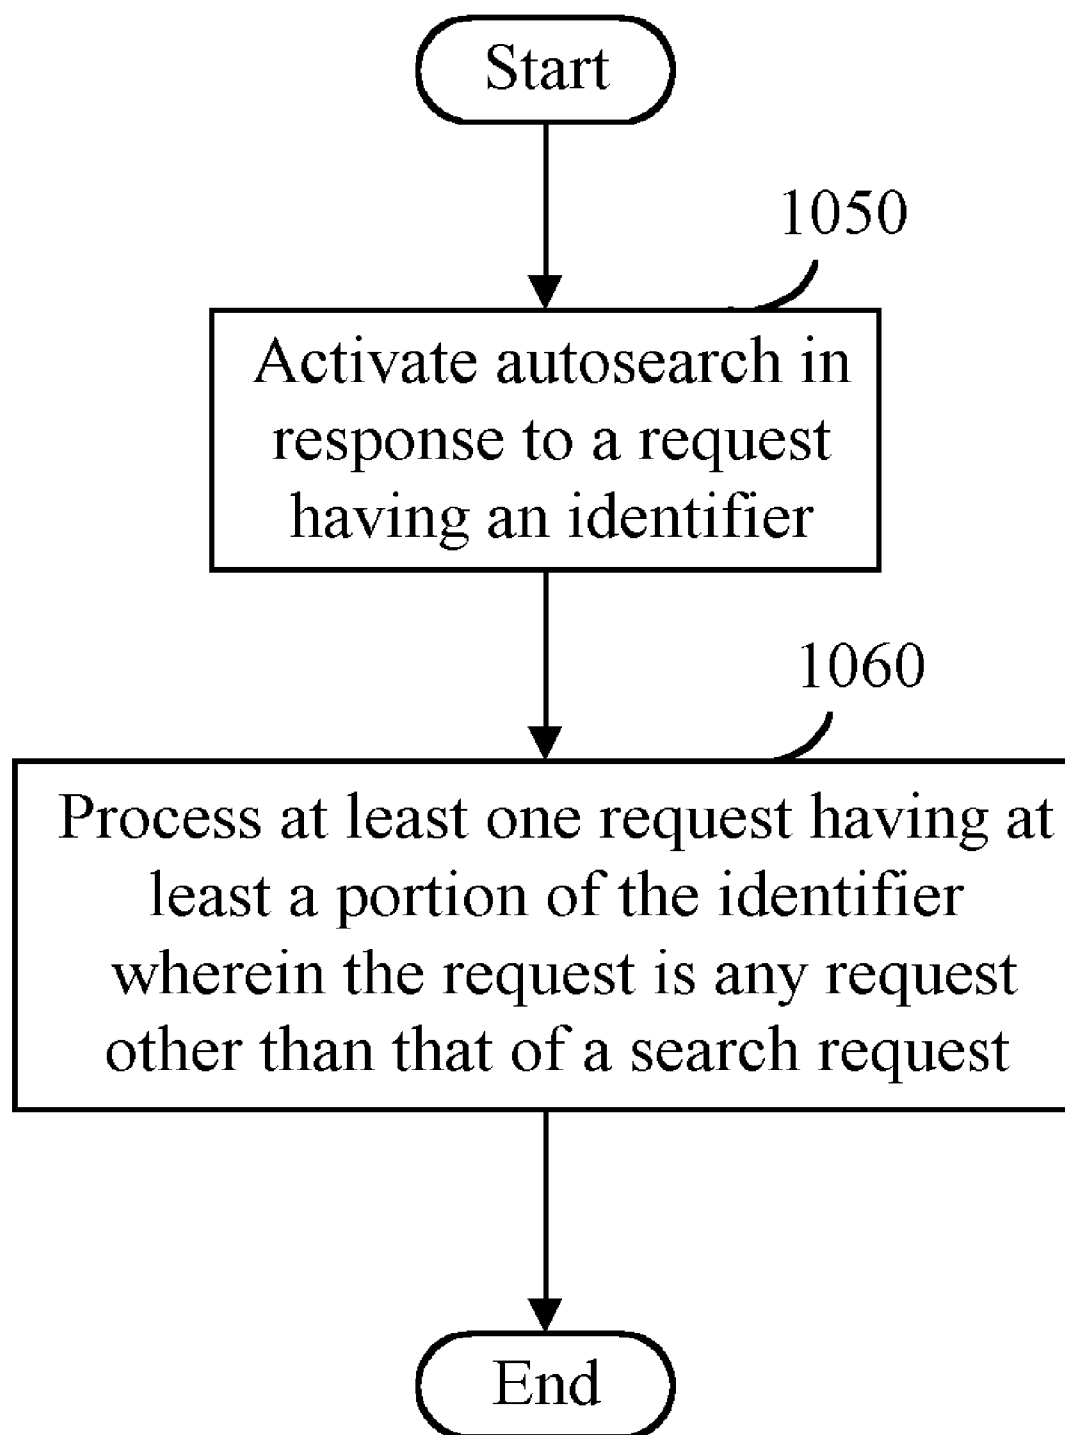 Start
1050
Activate autosearch in
response to a request
having an identifier
1060
Process at least one request having at
least a portion of the identifier
wherein the request is any request
other than that of a search request
End